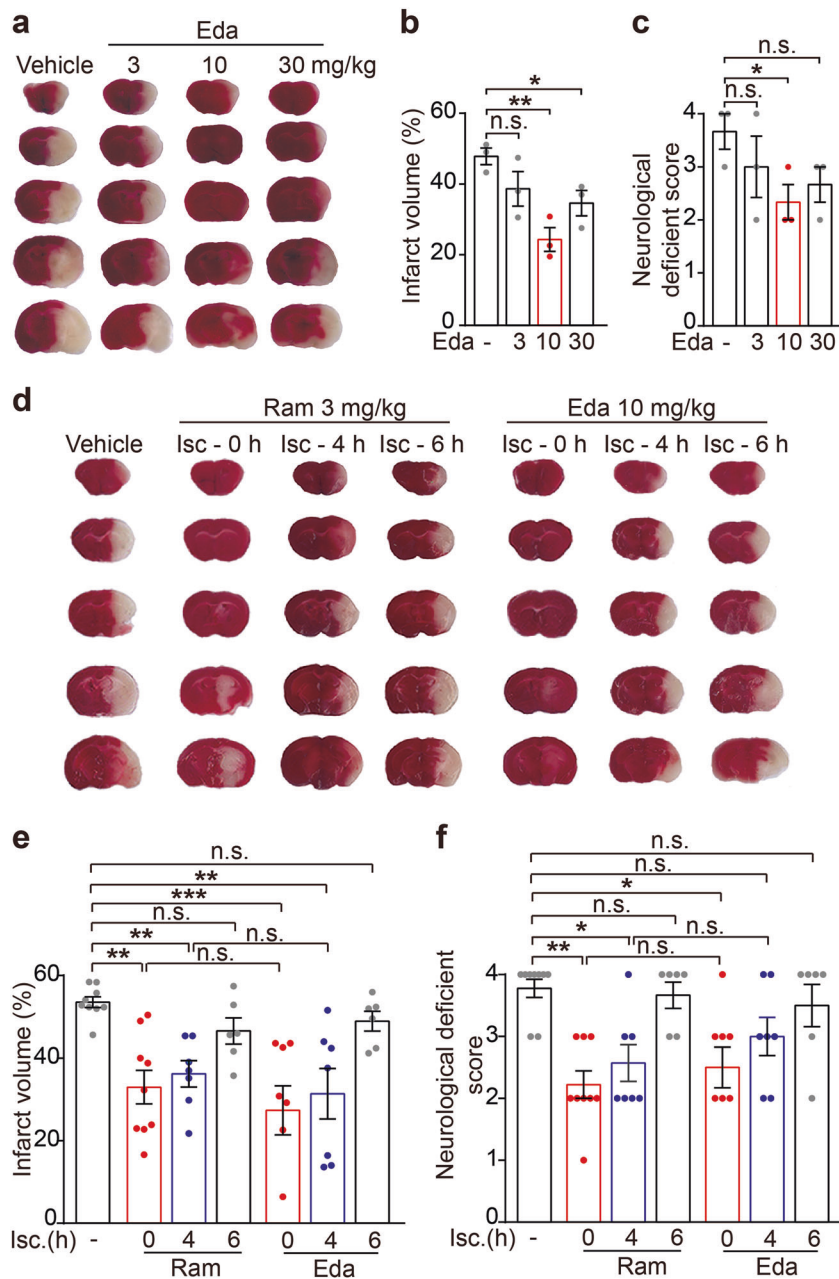 a
Eda
Vehicle 3 10 30 mg/kg
b
Infarct volume (%)
60
40
20
0
n.s.
**
*
Eda - 3 10 30
c
Neurological
deficient score
4
3
2
1
n.s.
*
n.s.
Eda - 3 10 30
d
Ram 3 mg/kg Eda 10 mg/kg
Vehicle Isc - 0 h Isc - 4 h Isc - 6 h Isc - 0 h Isc - 4 h Isc - 6 h
e
n.s.
**
***
n.s.
** n.s.
** n.s.
Infarct volume (%)
60
40
20
0
Isc.(h) - 0 4 6 0 4 6
Ram Eda
f
n.s.
n.s.
*
n.s.
* n.s.
** n.s.
Neurological deficient
score
4
3
2
1
0
Isc.(h) - 0 4 6 0 4 6
Ram Eda